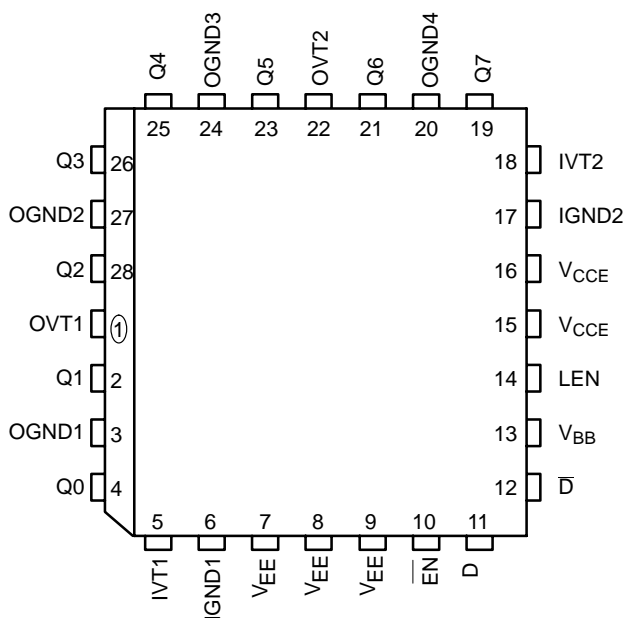 Q4 OGND3 Q5 OVT2 Q6 OGND4 Q7
25 24 23 22 21 20 19
Q3 26 18 IVT2
OGND2 27 17 IGND2
Q2 28 16 VCCE
OVT1 1 15 VCCE
Q1 2 14 LEN
OGND1 3 13 VBB
Q0 4 12 D̅
5 6 7 8 9 10 11
IVT1 IGND1 VEE VEE VEE E̅N̅ D